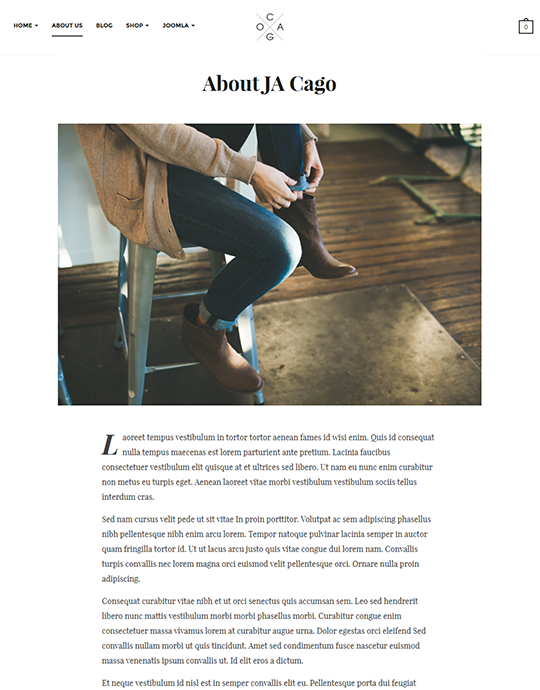 HOME ABOUT US BLOG SHOP JOOMLA
C
O A
G
0
About JA Cago
Laoreet tempus vestibulum in tortor tortor aenean fames id wisi enim. Quis id consequat
nulla tempus maecenas est lorem parturient ante pretium. Lacinia faucibus
consectetuer vestibulum elit quisque at et ultrices sed libero. Ut nam eu nunc enim curabitur
non metus eu turpis eget. Aenean laoreet vitae morbi vestibulum vestibulum sociis tellus
interdum cras.
Sed nam cursus velit pede ut sit vitae In proin porttitor. Volutpat ac sem adipiscing phasellus
nibh pellentesque nibh enim arcu lorem. Tempor natoque pulvinar lacinia semper in auctor
quam fringilla tortor id. Ut ut lacus arcu justo quis vitae congue dui lorem nam. Convallis
turpis convallis nec lorem magna orci euismod velit pellentesque orci. Ornare nulla proin
adipiscing.
Consequat curabitur vitae nibh et ut orci senectus quis accumsan sem. Leo sed hendrerit
libero nunc mattis vestibulum morbi morbi phasellus morbi. Curabitur congue enim
consectetuer massa vivamus lorem at curabitur augue urna. Dolor egestas orci eleifend Sed
convallis nullam morbi ut quis tincidunt. Amet sed condimentum fusce nascetur euismod
massa venenatis ipsum convallis ut. Id elit eros a dictum.
Et neque vestibulum id nisl est in semper convallis elit eu. Pellentesque porta dui feugiat